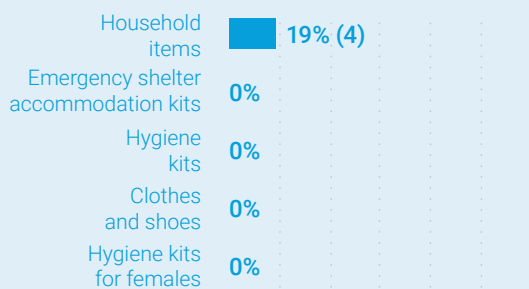 Household
items
19% (4)
Emergency shelter
accommodation kits
0%
Hygiene
kits
0%
Clothes
and shoes
0%
Hygiene kits
for females
0%